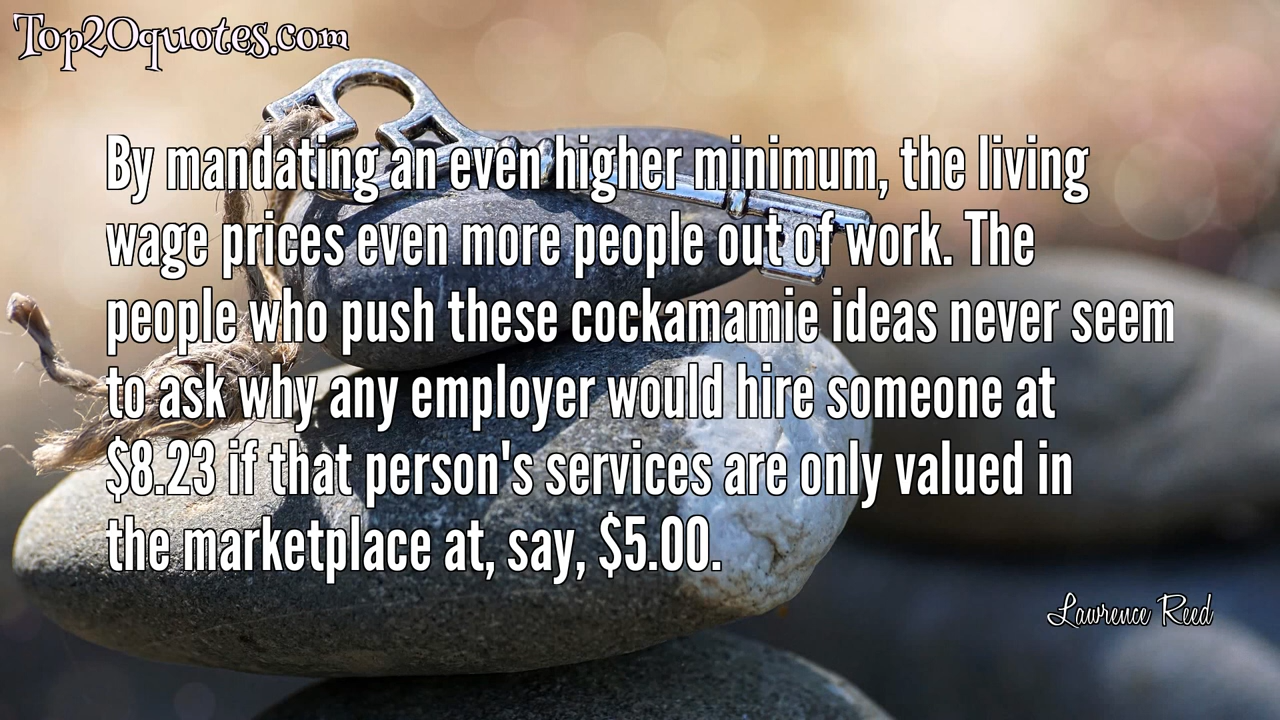 Top20quotes.com
By mandating an even higher minimum, the living
wage prices even more people out of work. The
people who push these cockamamie ideas never seem
to ask why any employer would hire someone at
$8.23 if that person's services are only valued in
the marketplace at, say, $5.00.
Lawrence Reed